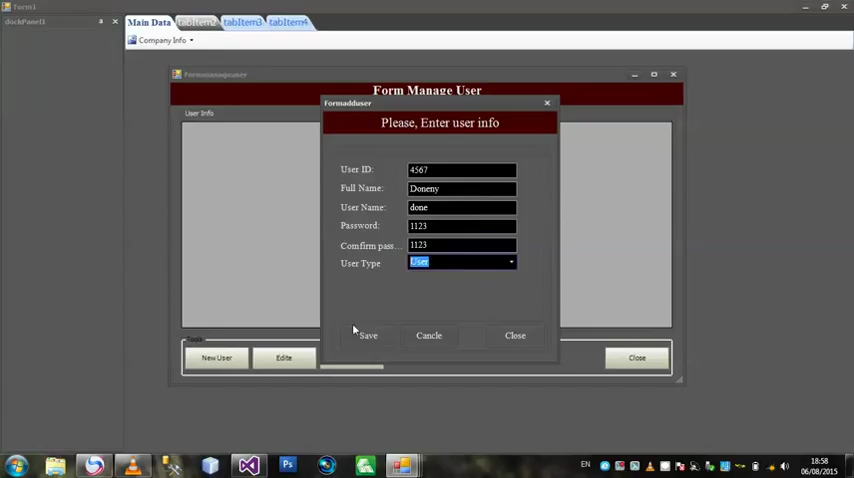 form1
dockPanel1
Main Data tabItem2 tabItem3 tabItem4
Company Info
Formmanageuser
Form Manage User
User Info
Formadduser
Please, Enter user info
User ID: 4567
Full Name: Doneny
User Name: done
Password: 1123
Comfirm pass... 1123
User Type User
Save Cancle Close
Tools
New User Edite Close
EN
18:58
06/08/2015
Ps